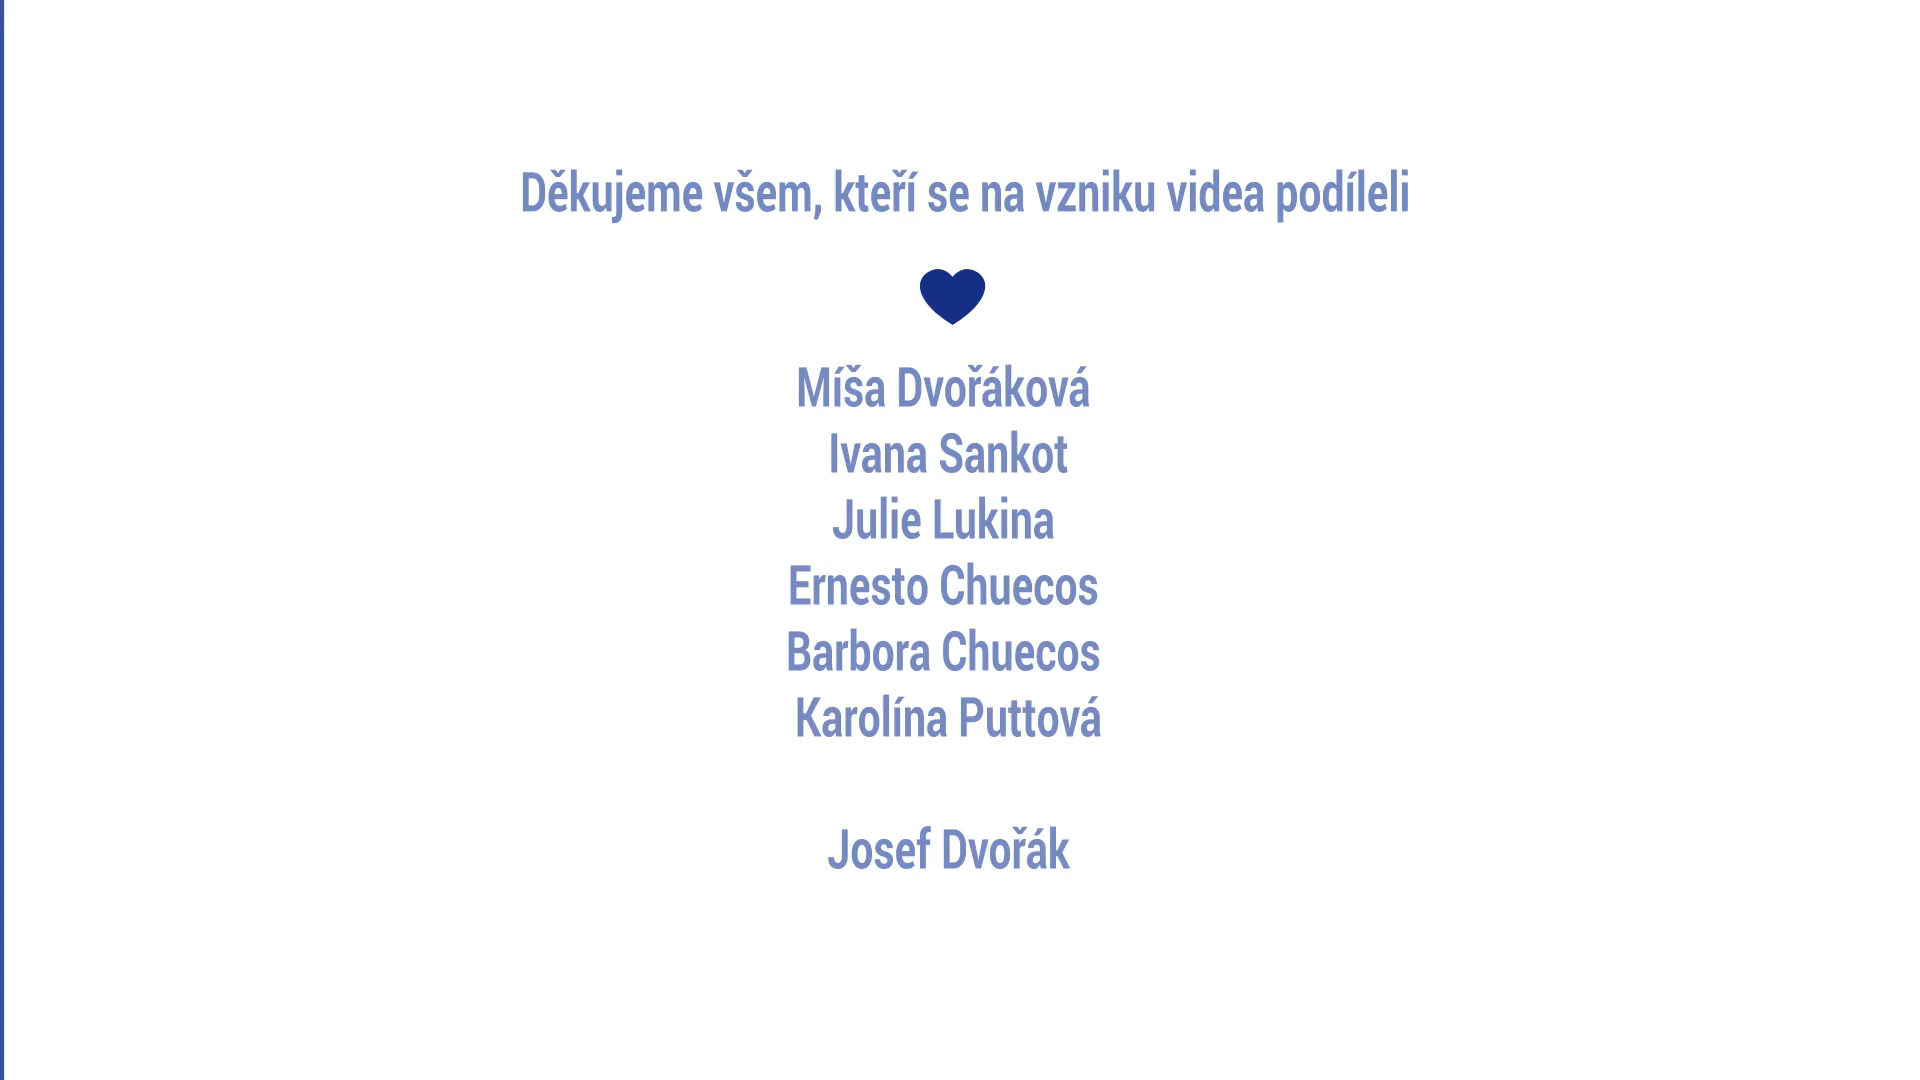 Děkujeme všem, kteří se na vzniku videa podíleli
Míša Dvořáková
Ivana Sankot
Julie Lukina
Ernesto Chuecos
Barbora Chuecos
Karolína Puttová
Josef Dvořák